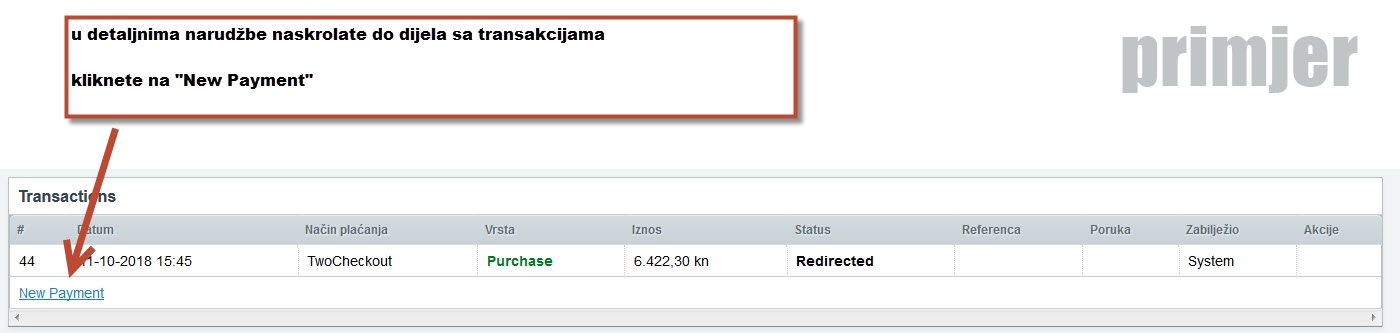 u detaljnima narudžbe naskrolate do dijela sa transakcijama
kliknete na "New Payment"
primjer
Transactions
# Datum Način plaćanja Vrsta Iznos Status Referenca Poruka Zabilježio Akcije
44 11-10-2018 15:45 TwoCheckout Purchase 6.422,30 kn Redirected System
New Payment